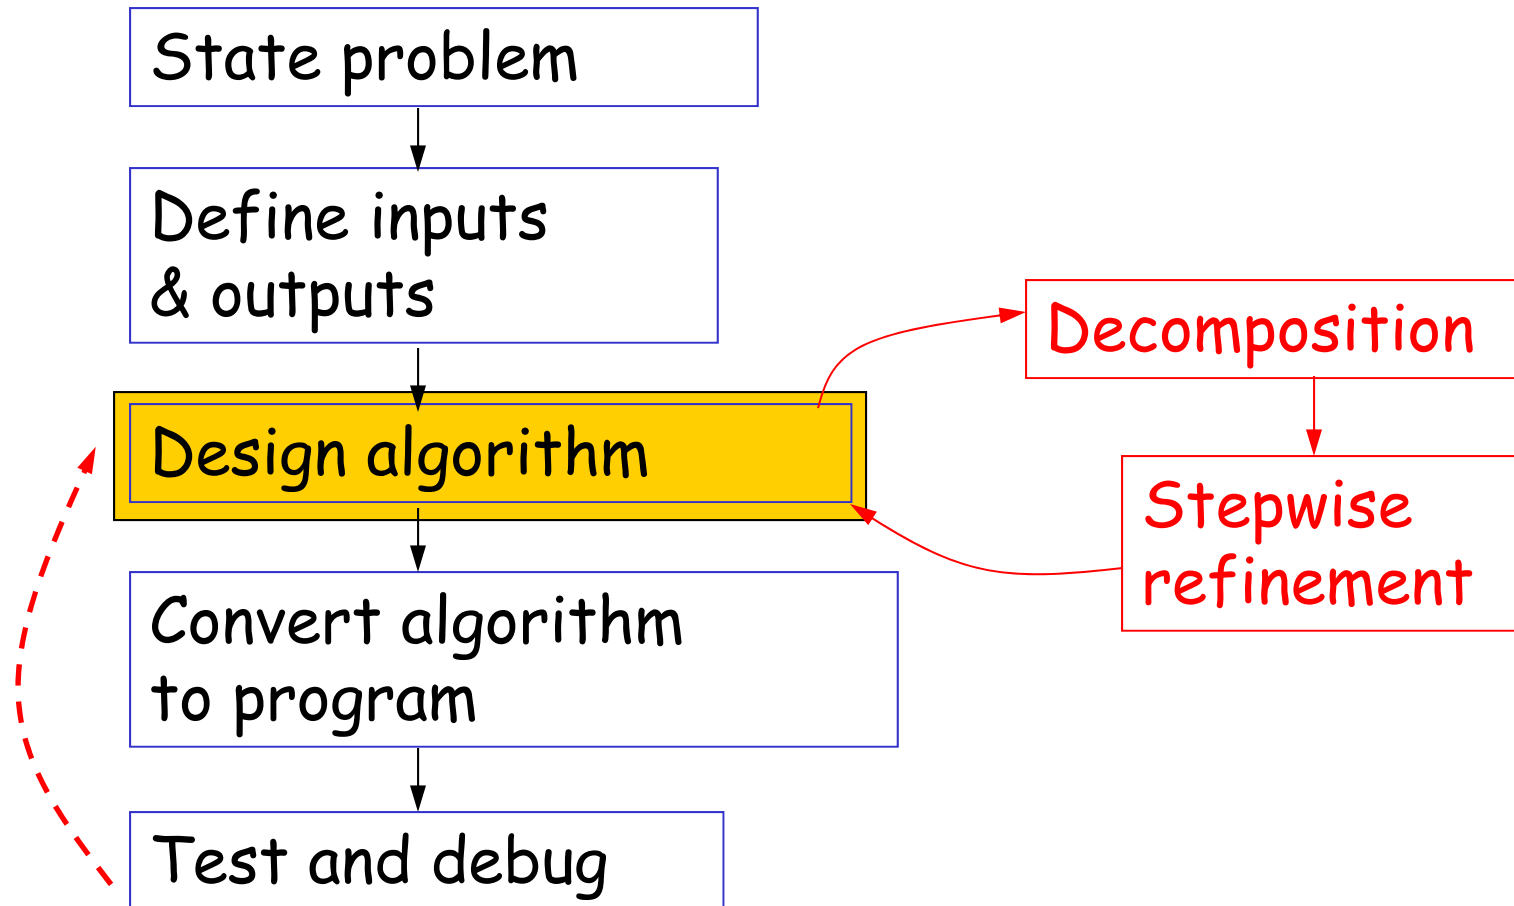 State problem
Define inputs
& outputs
Design algorithm
Convert algorithm
to program
Test and debug
Decomposition
Stepwise
refinement